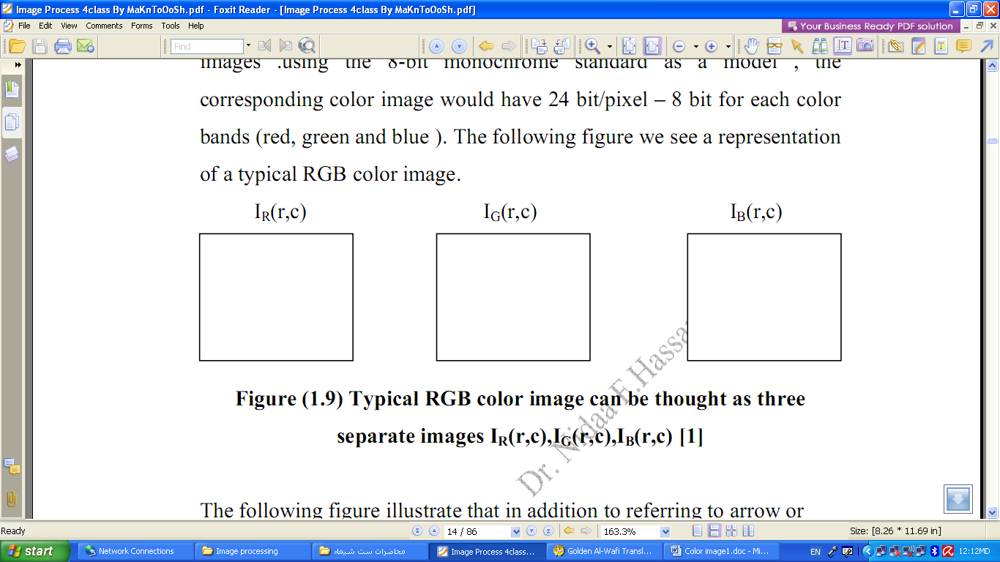 Image Process 4class By MaKnToOoSh.pdf - Foxit Reader - [Image Process 4class By MaKnToOoSh.pdf]
File Edit View Comments Forms Tools Help
Your Business Ready PDF solution
Find
images .using the 8-bit monochrome standard as a model , the
corresponding color image would have 24 bit/pixel – 8 bit for each color
bands (red, green and blue ). The following figure we see a representation
of a typical RGB color image.
IR(r,c) IG(r,c) IB(r,c)
Figure (1.9) Typical RGB color image can be thought as three
separate images IR(r,c),IG(r,c),IB(r,c) [1]
Dr. Nidaa F.Hassa
The following figure illustrate that in addition to referring to arrow or
Ready 14 / 86 163.3% Size: [8.26 * 11.69 in]
start Network Connections Image processing محاضرات ست شيماء Image Process 4class... Golden Al-Wafi Transl... Color image1.doc - Mi... EN 12:12MD